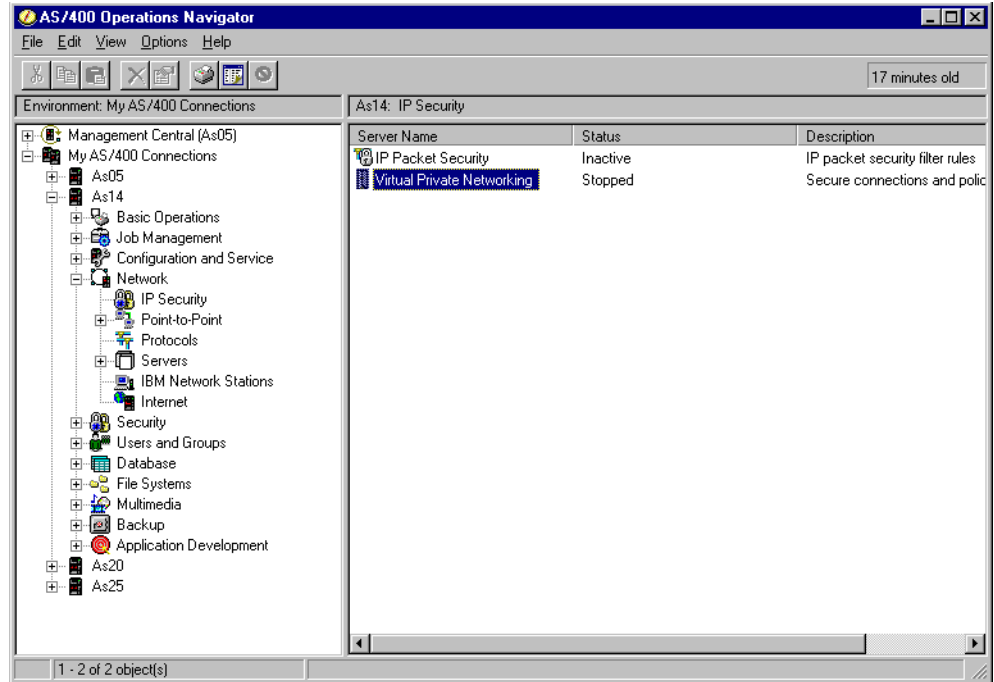 AS/400 Operations Navigator
File Edit View Options Help
17 minutes old
Environment: My AS/400 Connections
As14: IP Security
Management Central (As05)
My AS/400 Connections
As05
As14
Basic Operations
Job Management
Configuration and Service
Network
IP Security
Point-to-Point
Protocols
Servers
IBM Network Stations
Internet
Security
Users and Groups
Database
File Systems
Multimedia
Backup
Application Development
As20
As25
Server Name Status Description
IP Packet Security Inactive IP packet security filter rules
Virtual Private Networking Stopped Secure connections and polic
1 - 2 of 2 object(s)